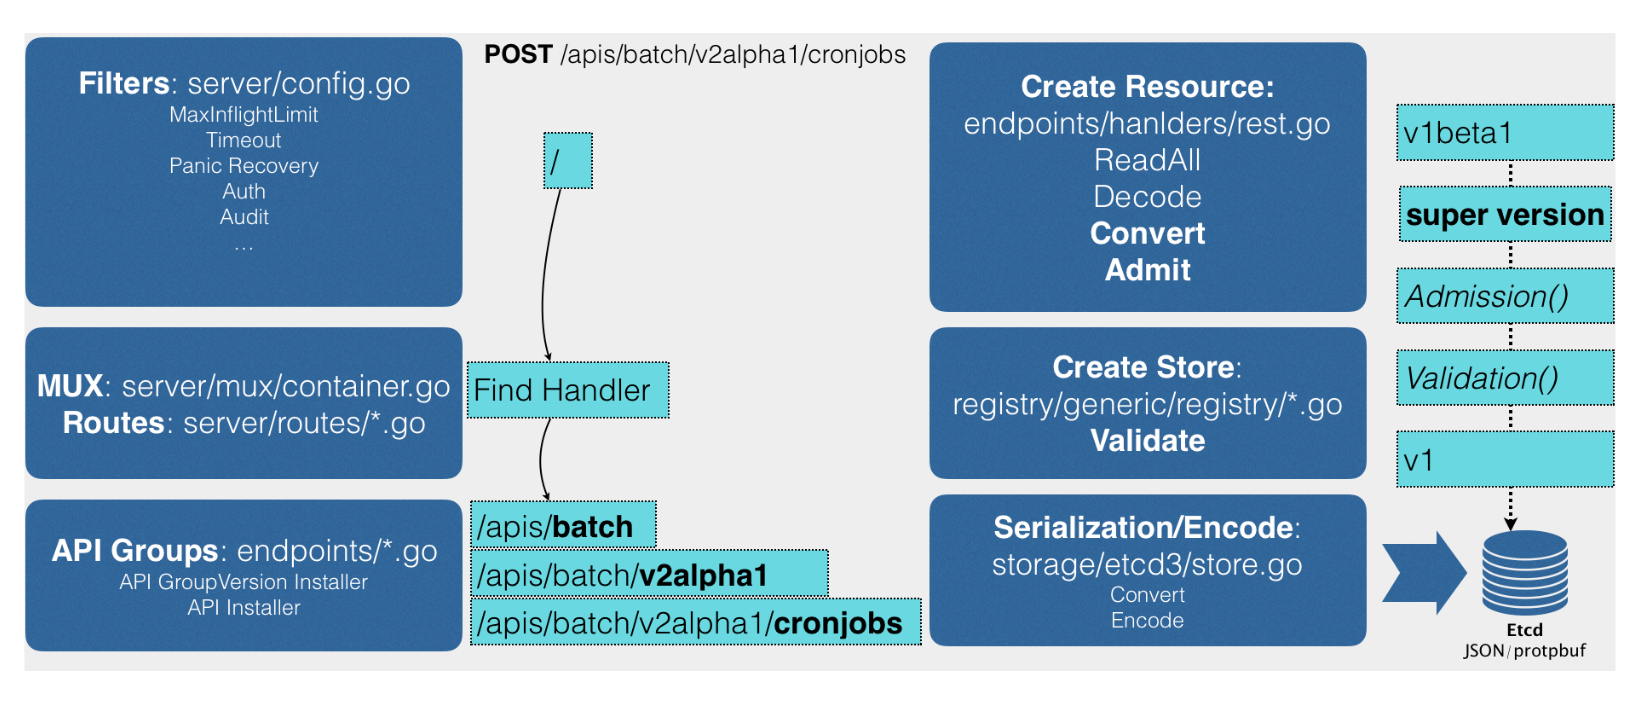 Filters: server/config.go
MaxInflightLimit
Timeout
Panic Recovery
Auth
Audit
...
MUX: server/mux/container.go
Routes: server/routes/*.go
API Groups: endpoints/*.go
API GroupVersion Installer
API Installer
POST /apis/batch/v2alpha1/cronjobs
/
Find Handler
/apis/batch
/apis/batch/v2alpha1
/apis/batch/v2alpha1/cronjobs
Create Resource:
endpoints/hanlders/rest.go
ReadAll
Decode
Convert
Admit
Create Store:
registry/generic/registry/*.go
Validate
Serialization/Encode:
storage/etcd3/store.go
Convert
Encode
v1beta1
super version
Admission()
Validation()
v1
Etcd
JSON/protpbuf